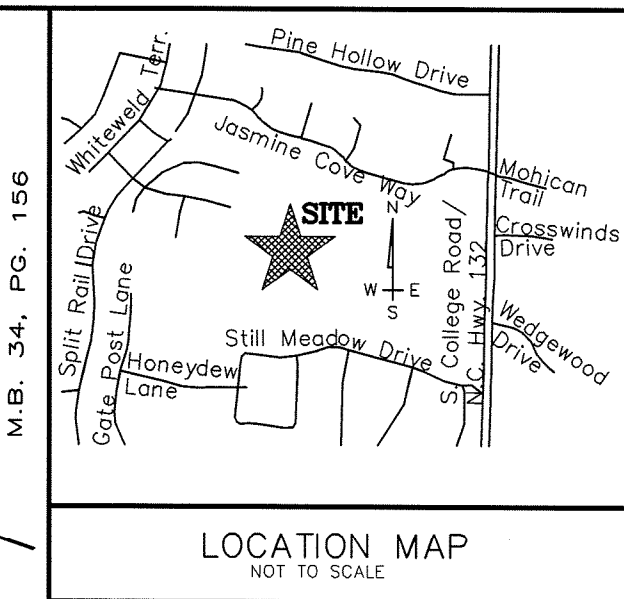 M.B. 34, PG. 156
Pine Hollow Drive
Whiteweld Terr.
Jasmine Cove Way
Mohican
Trail
SITE
N
W E
S
Crosswinds
Drive
S. College Road/
N.C. Hwy 132
Split Rail Drive
Gate Post Lane
Still Meadow Drive
Honeydew
Lane
Wedgewood
Drive
LOCATION MAP
NOT TO SCALE